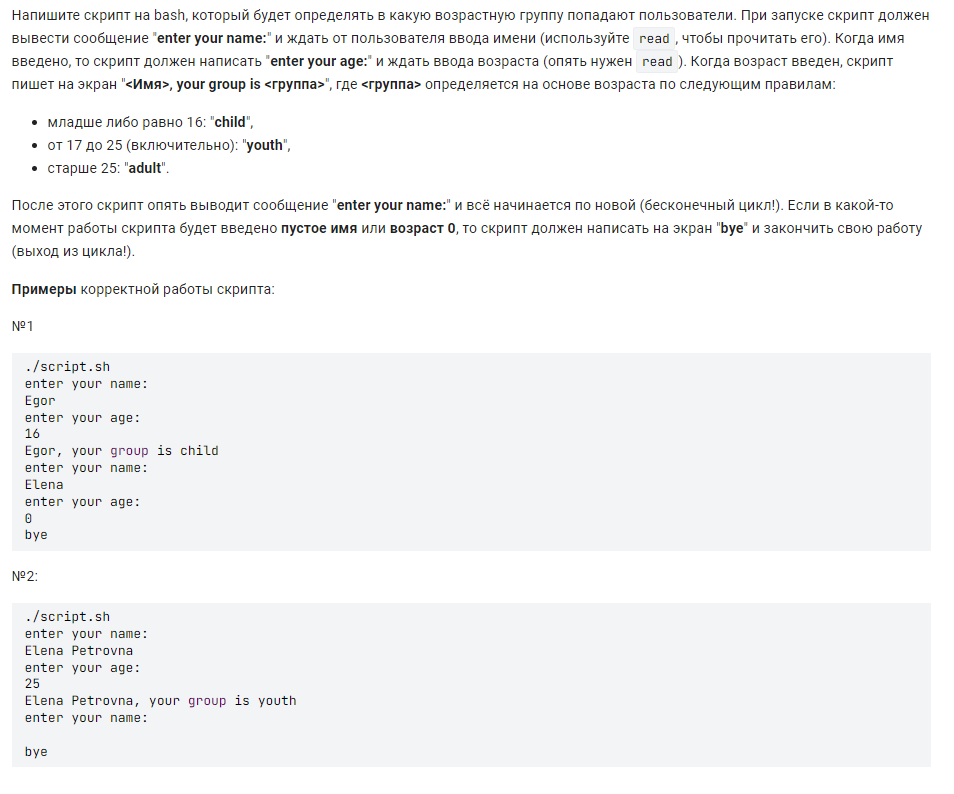 Напишите скрипт на bash, который будет определять в какую возрастную группу попадают пользователи. При запуске скрипт должен
вывести сообщение "enter your name:" и ждать от пользователя ввода имени (используйте read, чтобы прочитать его). Когда имя
введено, то скрипт должен написать "enter your age:" и ждать ввода возраста (опять нужен read). Когда возраст введен, скрипт
пишет на экран "<Имя>, your group is <группа>", где <группа> определяется на основе возраста по следующим правилам:
• младше либо равно 16: "child",
• от 17 до 25 (включительно): "youth",
• старше 25: "adult".
После этого скрипт опять выводит сообщение "enter your name:" и всё начинается по новой (бесконечный цикл!). Если в какой-то
момент работы скрипта будет введено пустое имя или возраст 0, то скрипт должен написать на экран "bye" и закончить свою работу
(выход из цикла!).
Примеры корректной работы скрипта:
№1
./script.sh
enter your name:
Egor
enter your age:
16
Egor, your group is child
enter your name:
Elena
enter your age:
0
bye
№2:
./script.sh
enter your name:
Elena Petrovna
enter your age:
25
Elena Petrovna, your group is youth
enter your name:
bye